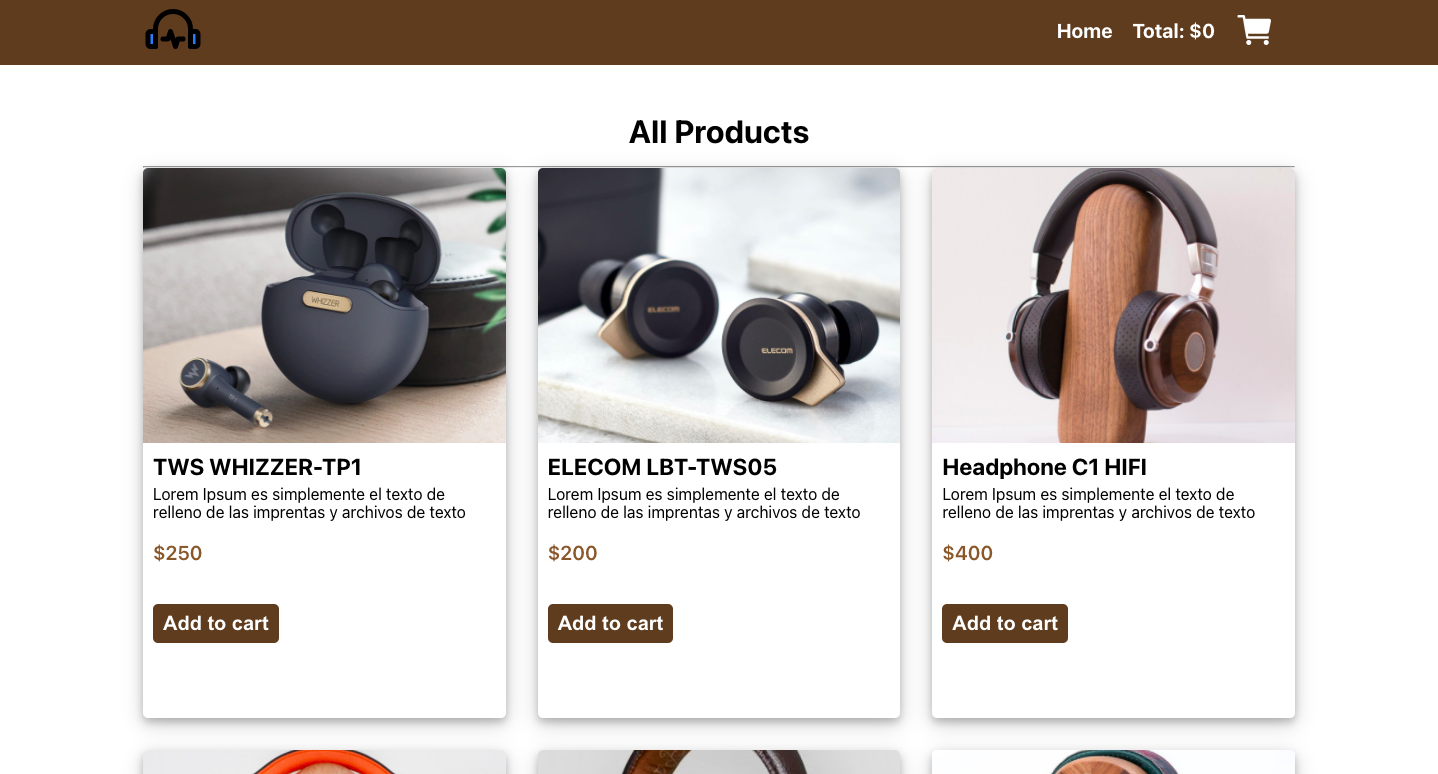 Home Total: $0
All Products
WHIZZER
ELECOM
ELECOM
TWS WHIZZER-TP1
Lorem Ipsum es simplemente el texto de
relleno de las imprentas y archivos de texto
$250
Add to cart
ELECOM LBT-TWS05
Lorem Ipsum es simplemente el texto de
relleno de las imprentas y archivos de texto
$200
Add to cart
Headphone C1 HIFI
Lorem Ipsum es simplemente el texto de
relleno de las imprentas y archivos de texto
$400
Add to cart